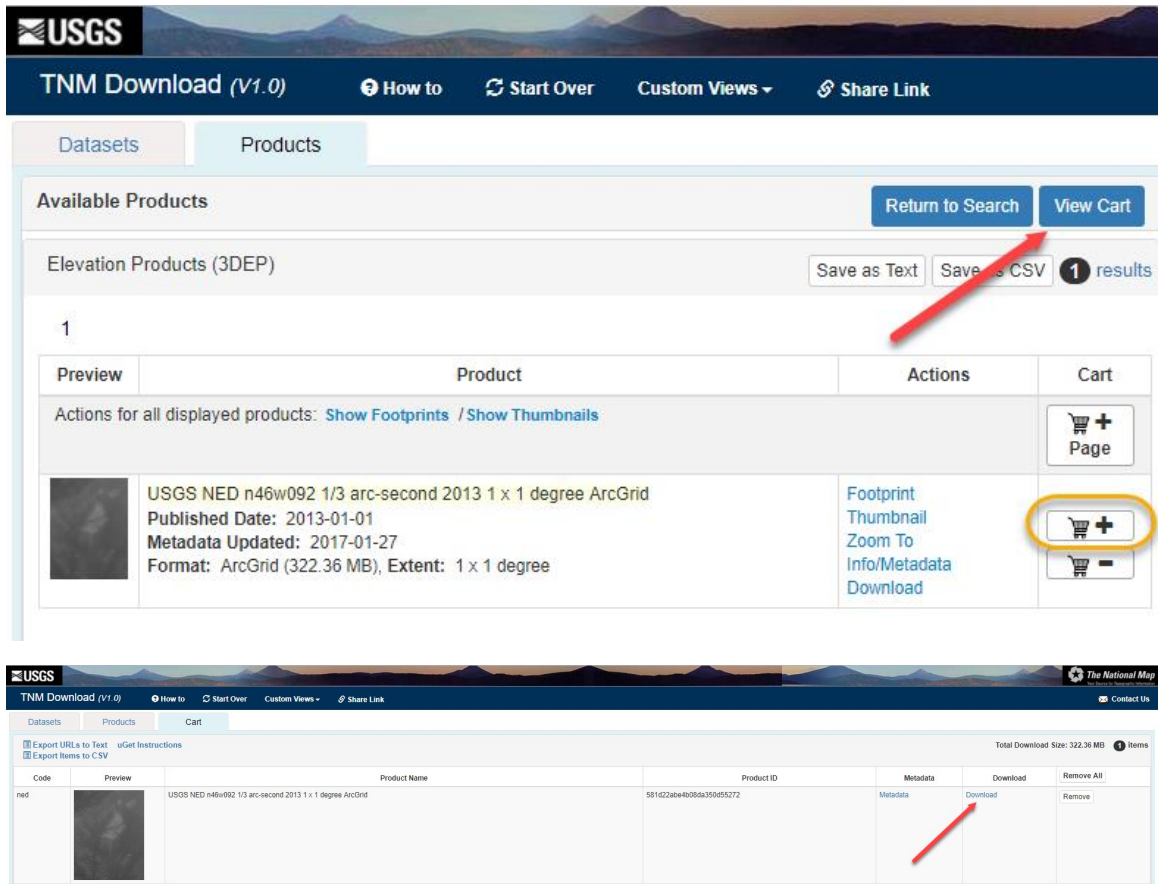 USGS
TNM Download (V1.0) How to Start Over Custom Views Share Link
Datasets Products
Available Products Return to Search View Cart
Elevation Products (3DEP) Save as Text Save as CSV 1 results
1
Preview Product Actions Cart
Actions for all displayed products: Show Footprints / Show Thumbnails
+
Page
USGS NED n46w092 1/3 arc-second 2013 1 x 1 degree ArcGrid
Published Date: 2013-01-01
Metadata Updated: 2017-01-27
Format: ArcGrid (322.36 MB), Extent: 1 x 1 degree
Footprint
Thumbnail
Zoom To
Info/Metadata
Download
+
-
USGS The National Map
TNM Download (V1.0) How to Start Over Custom Views Share Link Contact Us
Datasets Products Cart
Export URLs to Text uGet Instructions Total Download Size: 322.36 MB 1 items
Export Items to CSV
Code Preview Product Name Product ID Metadata Download Remove All
ned USGS NED n46w092 1/3 arc-second 2013 1 x 1 degree ArcGrid 581d22abe4b08da350d55272 Metadata Download Remove